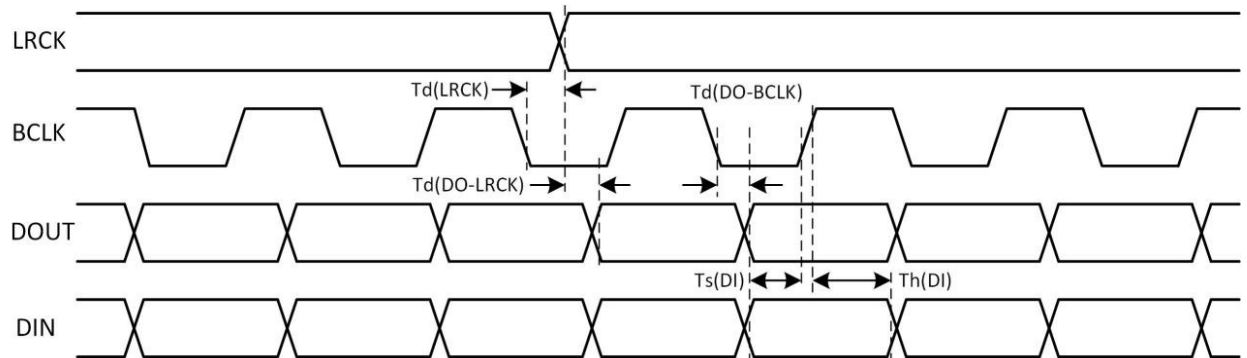 LRCK
Td(LRCK)
Td(DO-BCLK)
BCLK
Td(DO-LRCK)
DOUT
Ts(DI)
Th(DI)
DIN